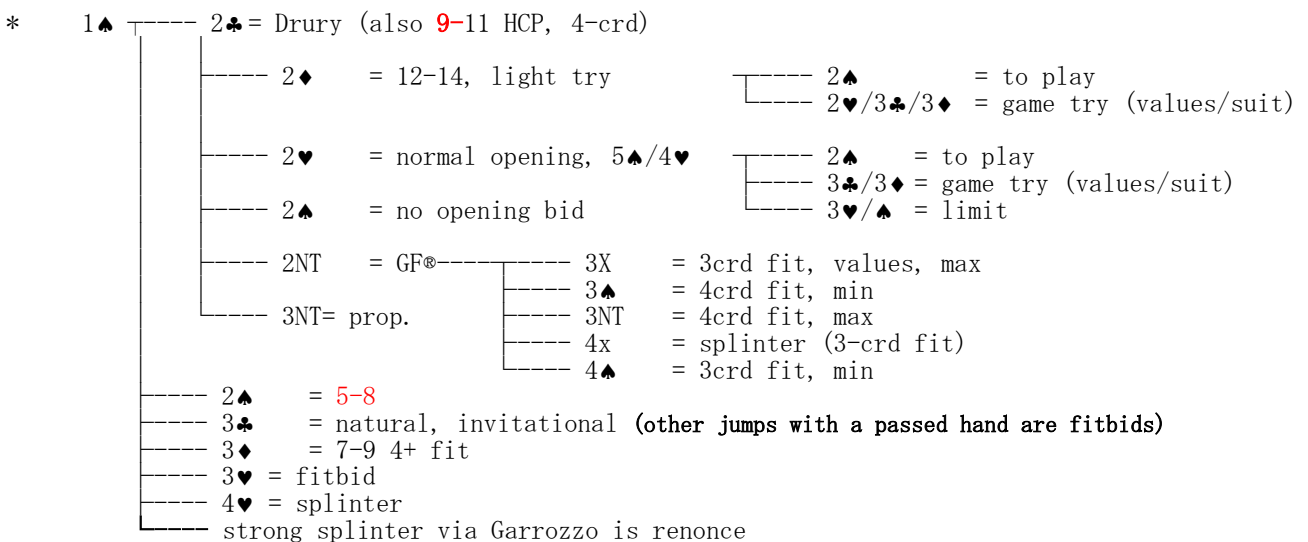 * 1♠ 2♣ = Drury (also 9-11 HCP, 4-crd)
2♦ = 12-14, light try 2♠ = to play
2♥/3♣/3♦ = game try (values/suit)
2♥ = normal opening, 5♠/4♥ 2♠ = to play
3♣/3♦ = game try (values/suit)
2♠ = no opening bid 3♥/♠ = limit
2NT = GF® 3X = 3crd fit, values, max
3♠ = 4crd fit, min
3NT= prop. 3NT = 4crd fit, max
4x = splinter (3-crd fit)
4♠ = 3crd fit, min
2♠ = 5-8
3♣ = natural, invitational (other jumps with a passed hand are fitbids)
3♦ = 7-9 4+ fit
3♥ = fitbid
4♥ = splinter
strong splinter via Garrozzo is renonce